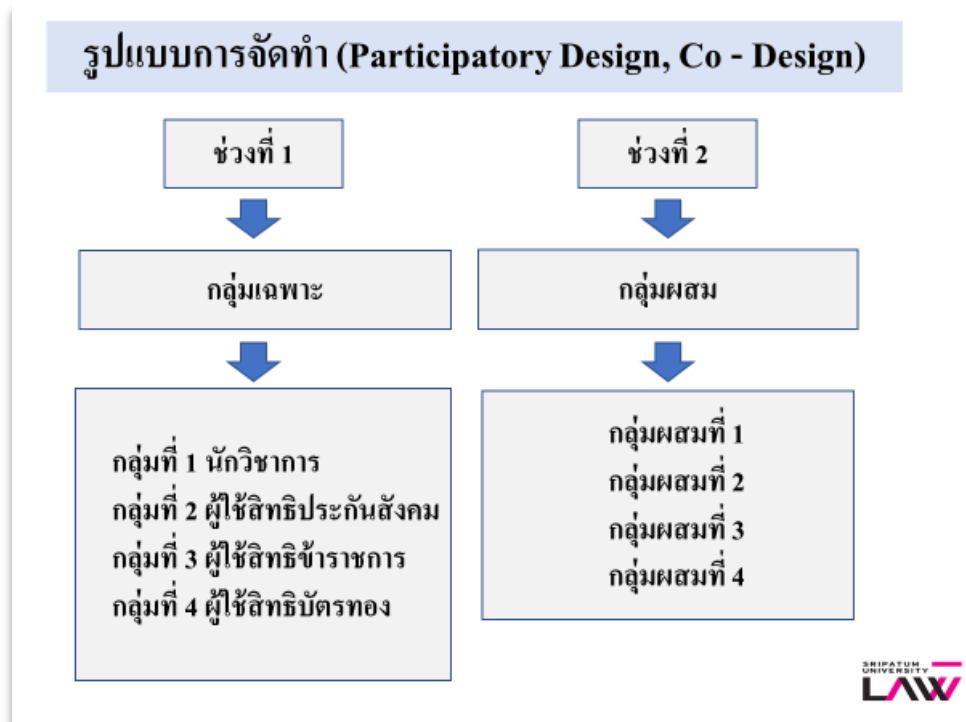 รูปแบบการจัดทำ (Participatory Design, Co - Design)
ช่วงที่ 1
กลุ่มเฉพาะ
กลุ่มที่ 1 นักวิชาการ
กลุ่มที่ 2 ผู้ใช้สิทธิประกันสังคม
กลุ่มที่ 3 ผู้ใช้สิทธิข้าราชการ
กลุ่มที่ 4 ผู้ใช้สิทธิบัตรทอง
ช่วงที่ 2
กลุ่มผสม
กลุ่มผสมที่ 1
กลุ่มผสมที่ 2
กลุ่มผสมที่ 3
กลุ่มผสมที่ 4
SRIPATUM
UNIVERSITY
LAW